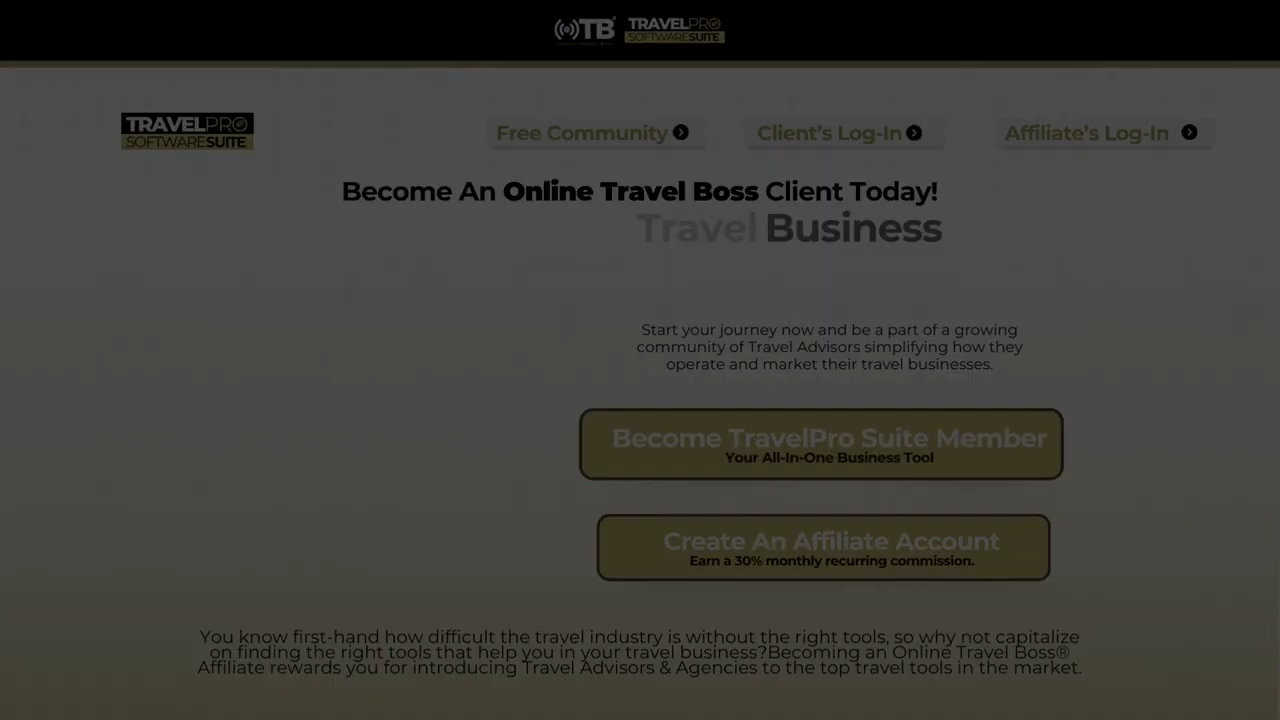 OTB
TRAVELPRO
SOFTWARESUITE
TRAVELPRO
SOFTWARESUITE
Free Community
Client's Log-In
Affiliate's Log-In
Become An Online Travel Boss Client Today!
Travel Business
Start your journey now and be a part of a growing
community of Travel Advisors simplifying how they
operate and market their travel businesses.
Become TravelPro Suite Member
Your All-In-One Business Tool
Create An Affiliate Account
Earn a 30% monthly recurring commission.
You know first-hand how difficult the travel industry is without the right tools, so why not capitalize
on finding the right tools that help you in your travel business?Becoming an Online Travel Boss®
Affiliate rewards you for introducing Travel Advisors & Agencies to the top travel tools in the market.